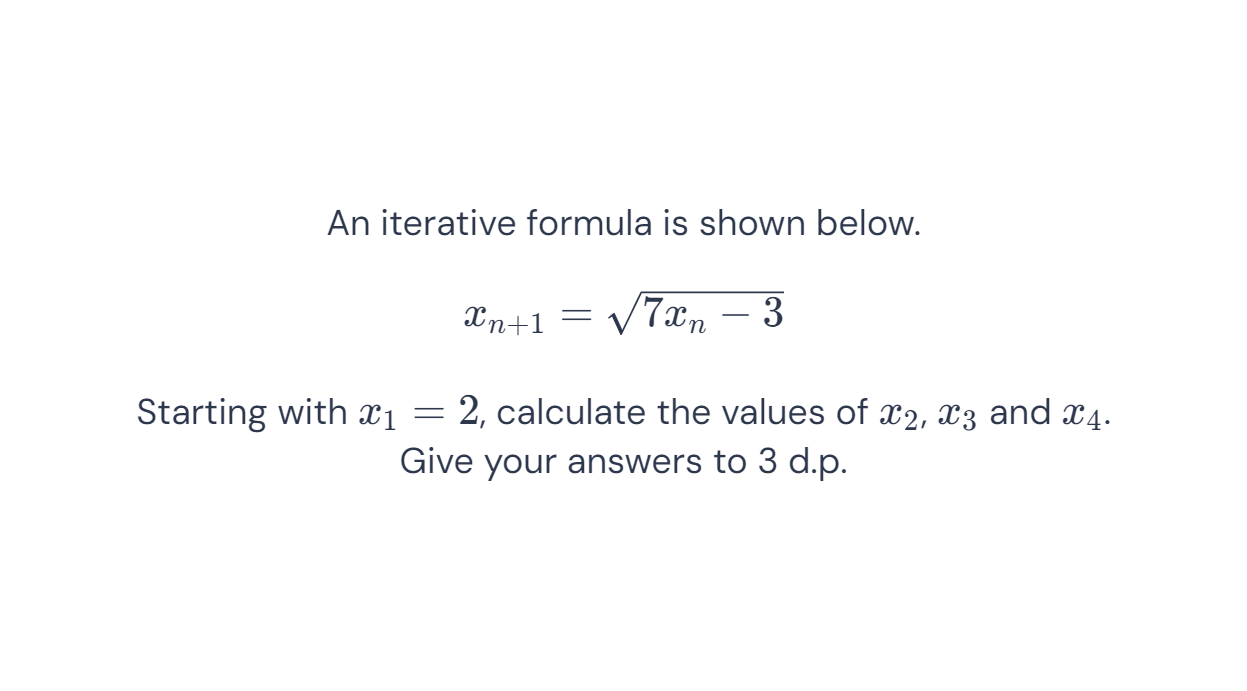 An iterative formula is shown below.
$x_{n+1} = \sqrt{7x_n - 3}$
Starting with $x_1 = 2$, calculate the values of $x_2$, $x_3$ and $x_4$.
Give your answers to 3 d.p.